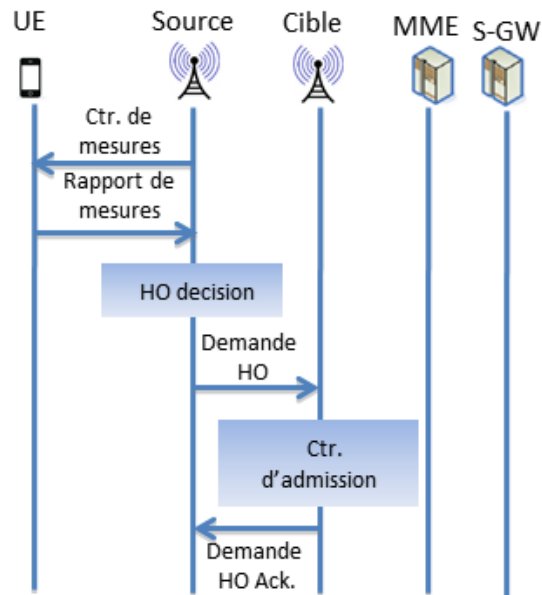 UE
Source
Cible
MME
S-GW
Ctr. de
mesures
Rapport de
mesures
HO decision
Demande
HO
Ctr.
d'admission
Demande
HO Ack.